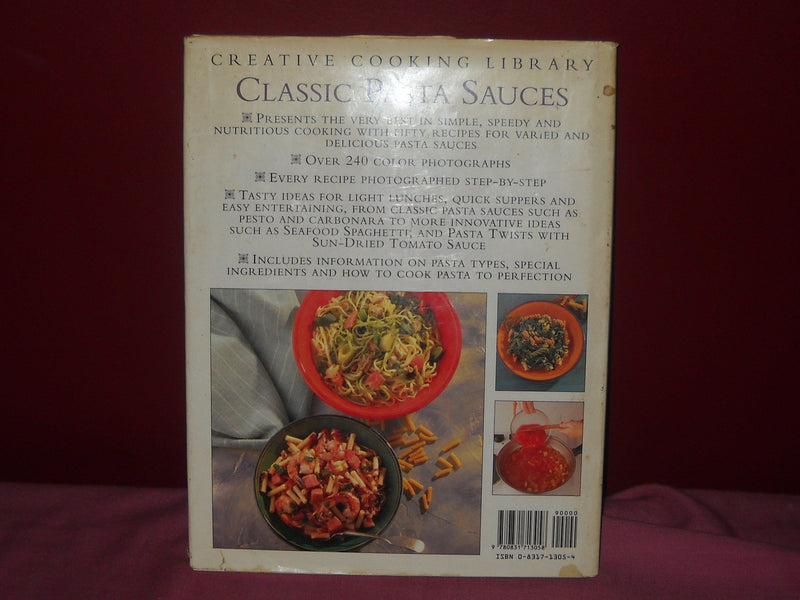 CREATIVE COOKING LIBRARY
CLASSIC PASTA SAUCES
PRESENTS THE VERY BEST IN SIMPLE, SPEEDY AND
NUTRITIOUS COOKING WITH FIFTY RECIPES FOR VARIED AND
DELICIOUS PASTA SAUCES
OVER 240 COLOR PHOTOGRAPHS
EVERY RECIPE PHOTOGRAPHED STEP-BY-STEP
TASTY IDEAS FOR LIGHT LUNCHES, QUICK SUPPERS AND
EASY ENTERTAINING, FROM CLASSIC PASTA SAUCES SUCH AS
PESTO AND CARBONARA TO MORE INNOVATIVE IDEAS
SUCH AS SEAFOOD SPAGHETTI, AND PASTA TWISTS WITH
SUN-DRIED TOMATO SAUCE
INCLUDES INFORMATION ON PASTA TYPES, SPECIAL
INGREDIENTS AND HOW TO COOK PASTA TO PERFECTION
90000
9 780831 713058
ISBN 0-8317-1305-4